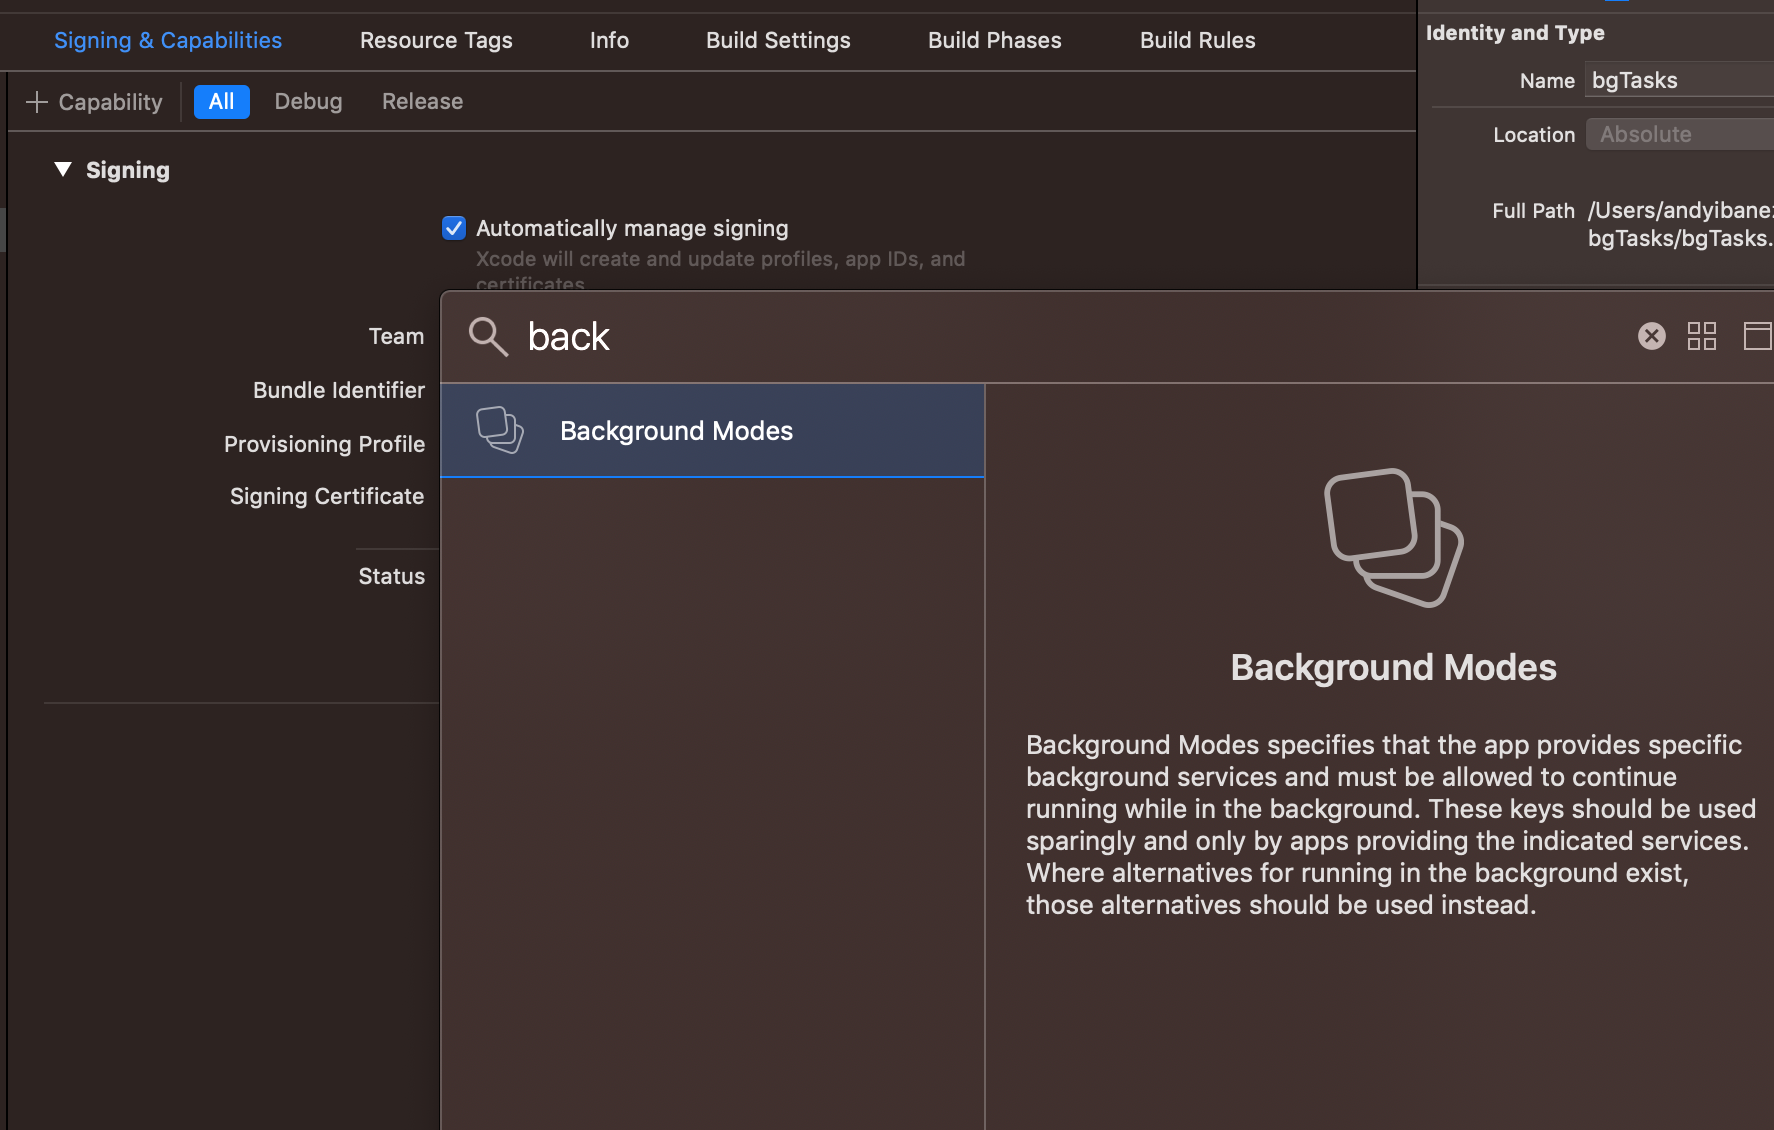 Signing & Capabilities Resource Tags Info Build Settings Build Phases Build Rules
Capability All Debug Release
Signing
Automatically manage signing
Xcode will create and update profiles, app IDs, and
certificates
Team
Bundle Identifier
Provisioning Profile
Signing Certificate
Status
Identity and Type
Name bgTasks
Location Absolute
Full Path /Users/andyibanez
bgTasks/bgTasks.
back
Background Modes
Background Modes
Background Modes specifies that the app provides specific
background services and must be allowed to continue
running while in the background. These keys should be used
sparingly and only by apps providing the indicated services.
Where alternatives for running in the background exist,
those alternatives should be used instead.